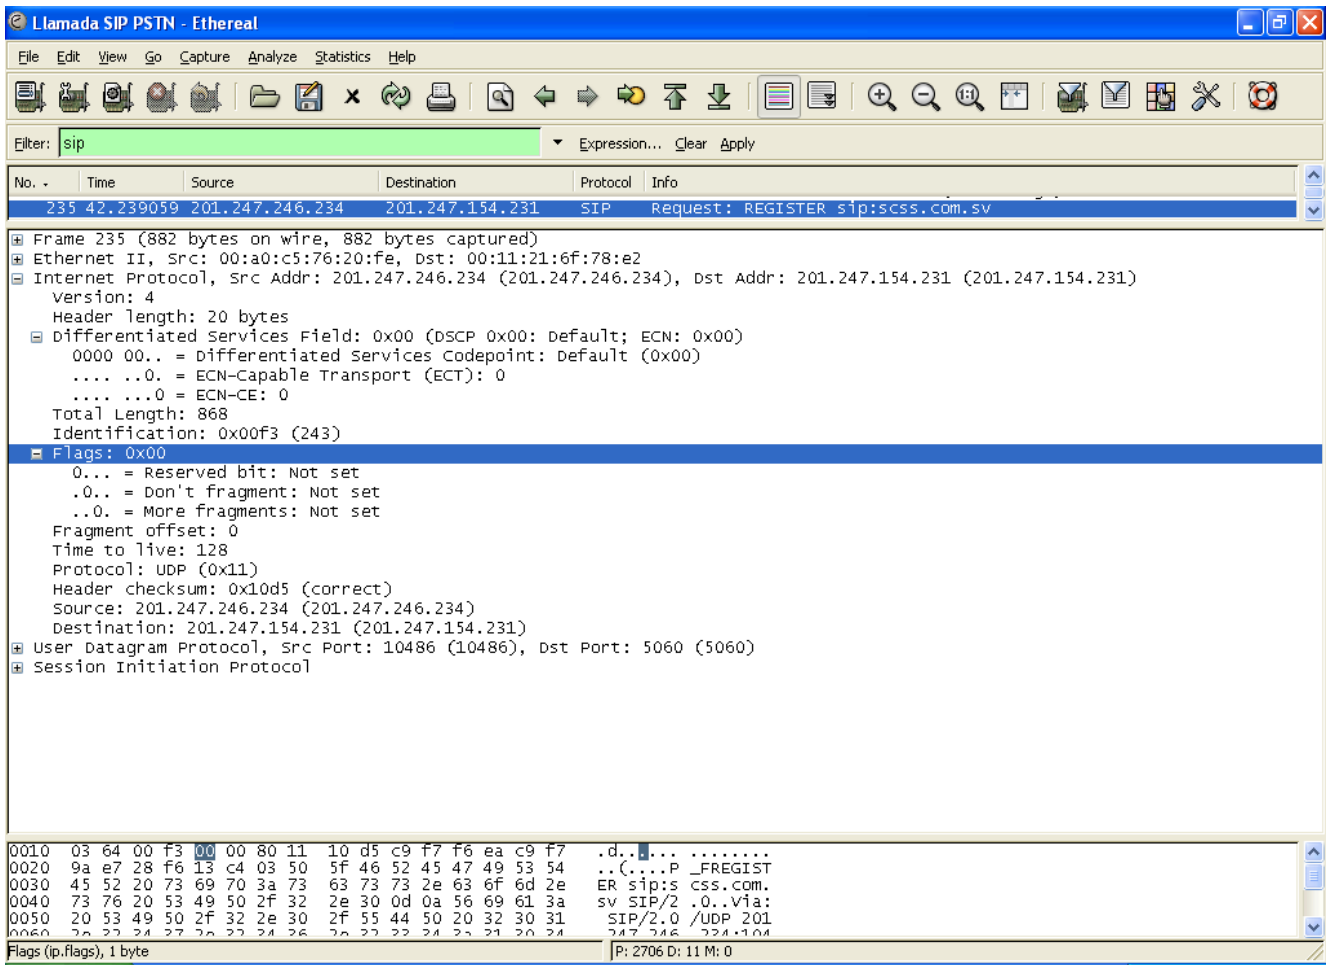 Llamada SIP PSTN - Ethereal
File Edit View Go Capture Analyze Statistics Help
Filter: sip Expression... Clear Apply
No. Time Source Destination Protocol Info
235 42.239059 201.247.246.234 201.247.154.231 SIP Request: REGISTER sip:scss.com.sv
Frame 235 (882 bytes on wire, 882 bytes captured)
Ethernet II, Src: 00:a0:c5:76:20:fe, Dst: 00:11:21:6f:78:e2
Internet Protocol, Src Addr: 201.247.246.234 (201.247.246.234), Dst Addr: 201.247.154.231 (201.247.154.231)
Version: 4
Header length: 20 bytes
Differentiated Services Field: 0x00 (DSCP 0x00: Default; ECN: 0x00)
0000 00.. = Differentiated Services Codepoint: Default (0x00)
.... ..0. = ECN-Capable Transport (ECT): 0
.... ...0 = ECN-CE: 0
Total Length: 868
Identification: 0x00f3 (243)
Flags: 0x00
0... = Reserved bit: Not set
.0.. = Don't fragment: Not set
..0. = More fragments: Not set
Fragment offset: 0
Time to live: 128
Protocol: UDP (0x11)
Header checksum: 0x10d5 (correct)
Source: 201.247.246.234 (201.247.246.234)
Destination: 201.247.154.231 (201.247.154.231)
User Datagram Protocol, Src Port: 10486 (10486), Dst Port: 5060 (5060)
Session Initiation Protocol
0010 03 64 00 f3 00 00 80 11 10 d5 c9 f7 f6 ea c9 f7 .d...... ........
0020 9a e7 28 f6 13 c4 03 50 5f 46 52 45 47 49 53 54 ..(....P _FREGIST
0030 45 52 20 73 69 70 3a 73 63 73 73 2e 63 6f 6d 2e ER sip:s css.com.
0040 73 76 20 53 49 50 2f 32 2e 30 0d 0a 56 69 61 3a sv SIP/2 .0..Via:
0050 20 53 49 50 2f 32 2e 30 2f 55 44 50 20 32 30 31 SIP/2.0 /UDP 201
Flags (ip.flags), 1 byte P: 2706 D: 11 M: 0